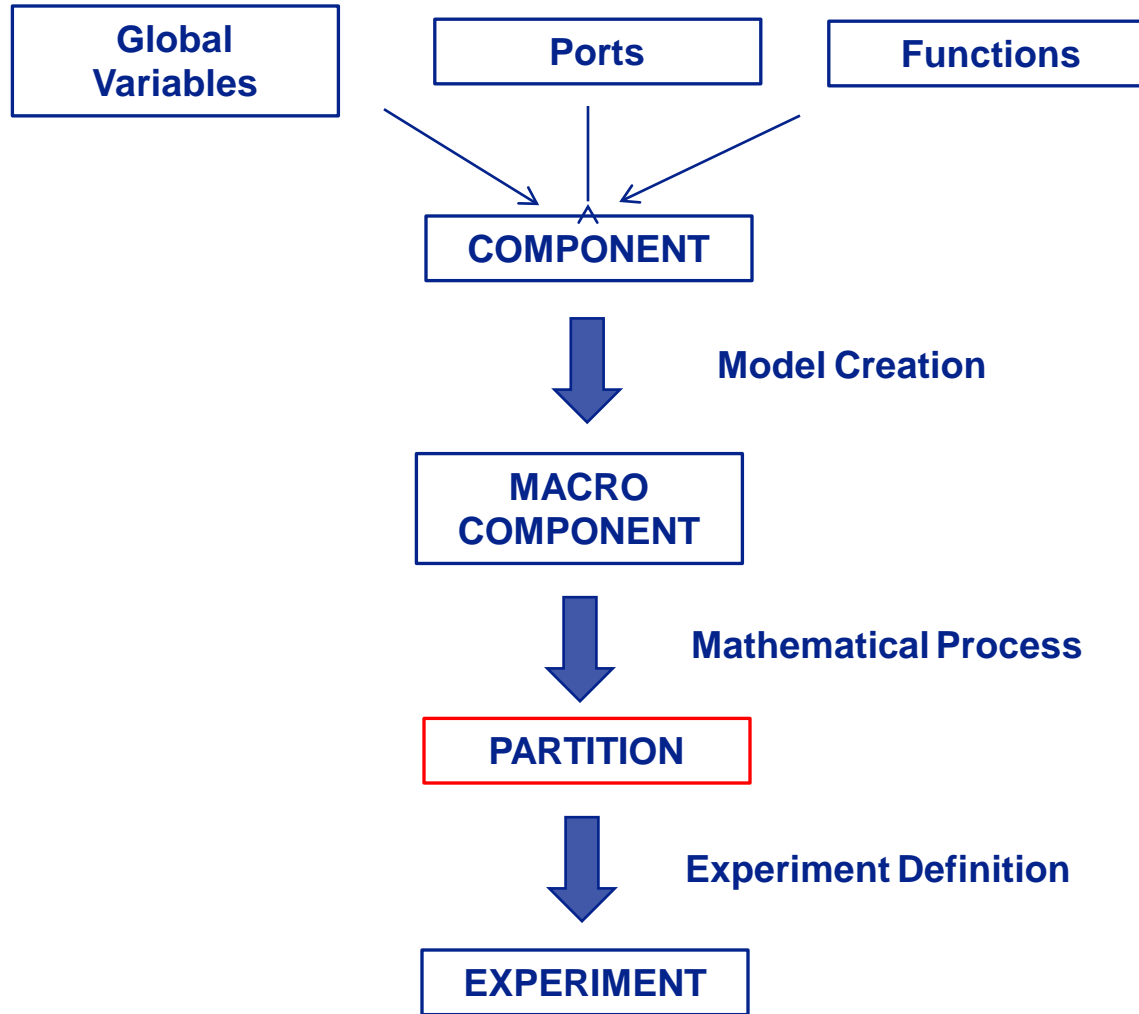 Global
Variables
Ports
Functions
COMPONENT
Model Creation
MACRO
COMPONENT
Mathematical Process
PARTITION
Experiment Definition
EXPERIMENT